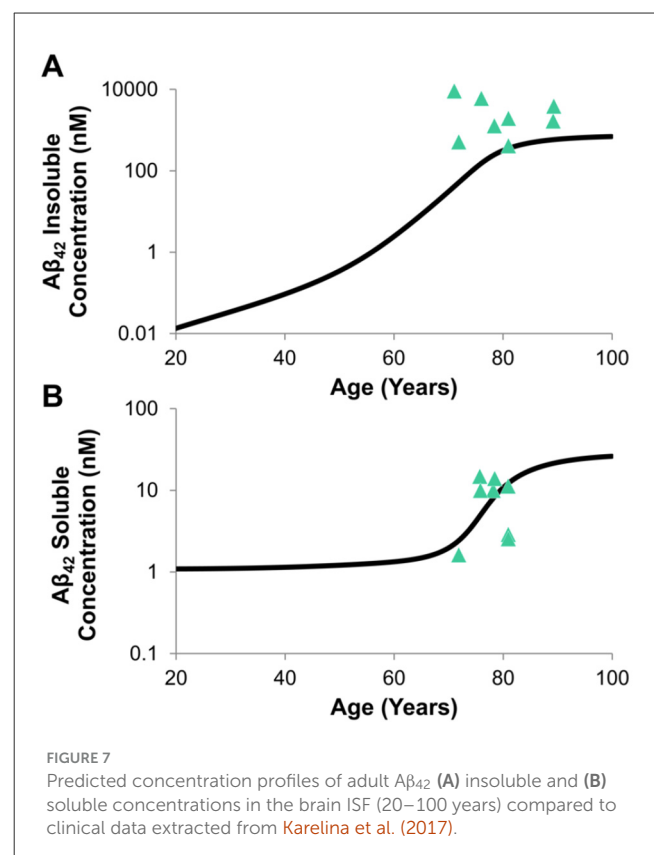 A
Aβ₄₂ Insoluble
Concentration (nM)
10000
100
1
0.01
20 40 60 80 100
Age (Years)
B
Aβ₄₂ Soluble
Concentration (nM)
100
10
1
0.1
20 40 60 80 100
Age (Years)
FIGURE 7
Predicted concentration profiles of adult Aβ₄₂ (A) insoluble and (B)
soluble concentrations in the brain ISF (20–100 years) compared to
clinical data extracted from Karelina et al. (2017).